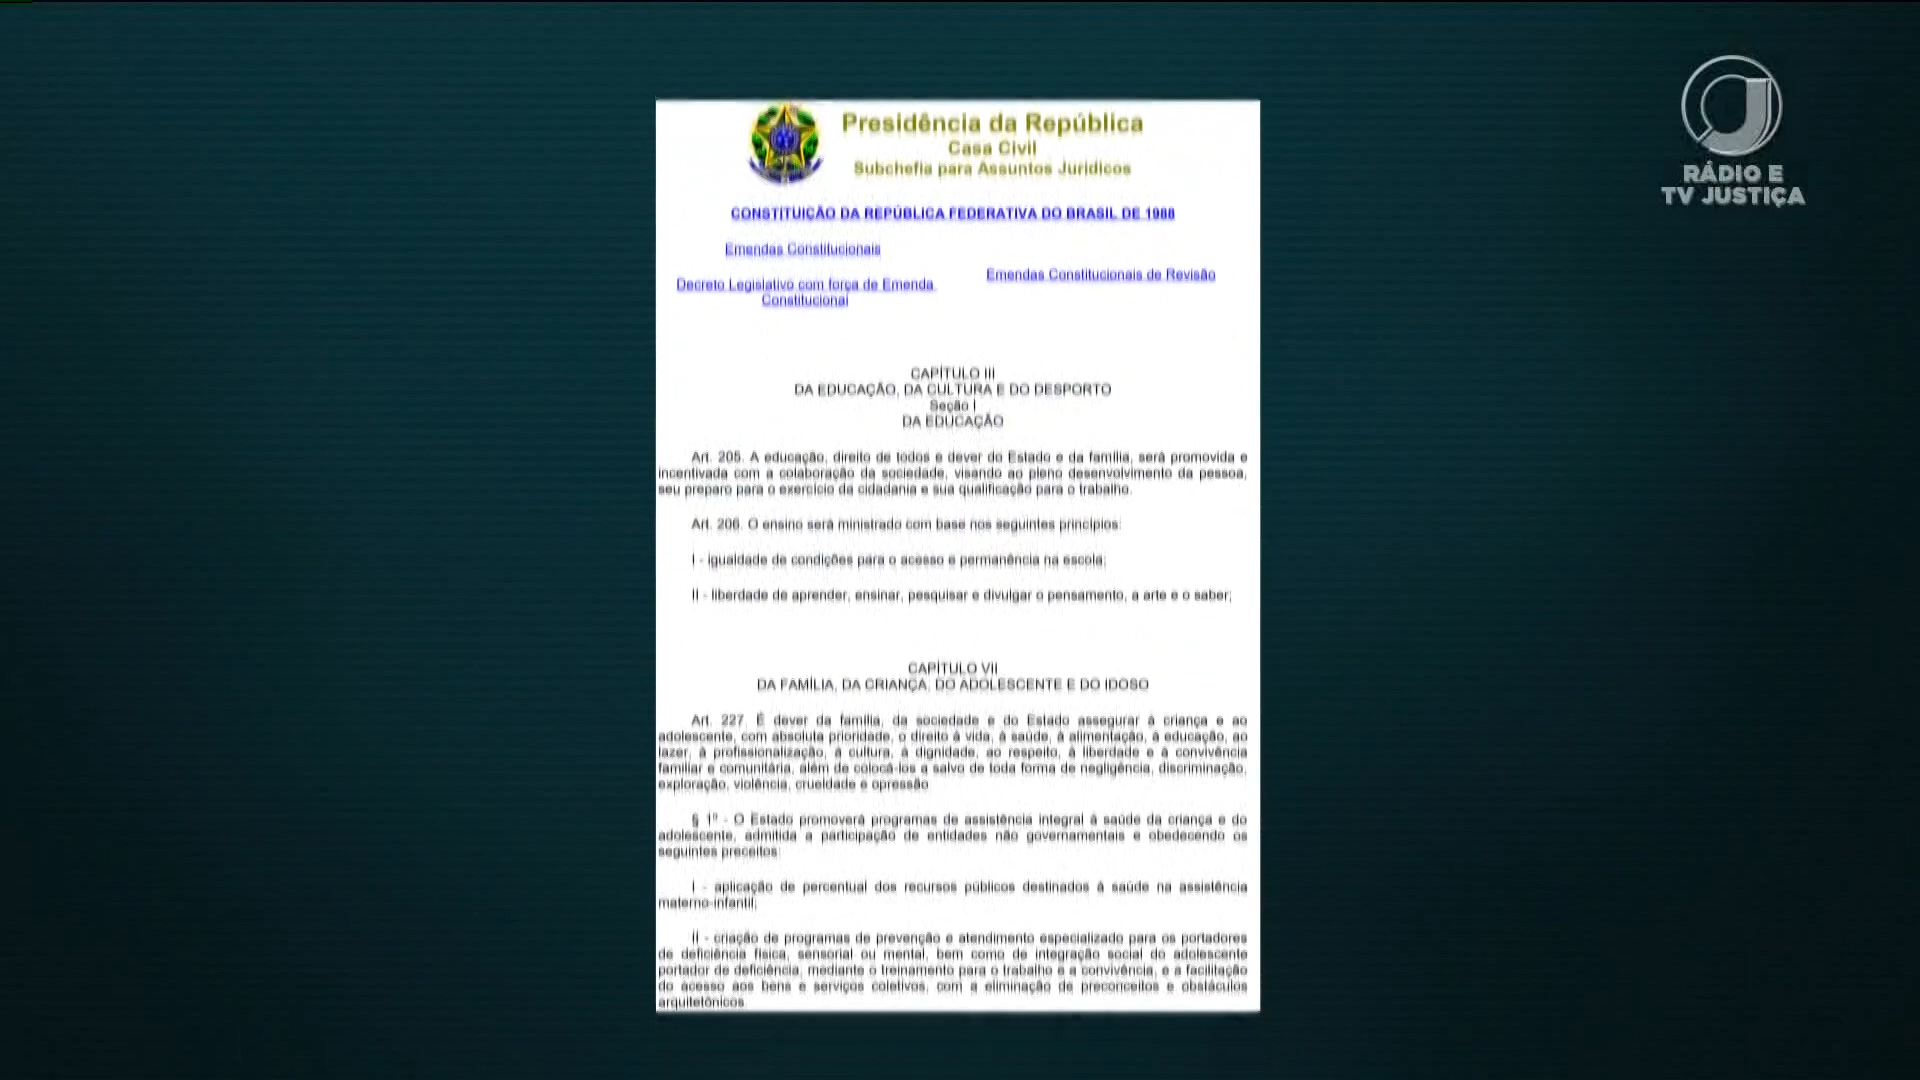 RÁDIO E
TV JUSTIÇA
Presidência da República
Casa Civil
Subchefia para Assuntos Jurídicos
CONSTITUIÇÃO DA REPÚBLICA FEDERATIVA DO BRASIL DE 1988
Emendas Constitucionais
Emendas Constitucionais de Revisão
Decreto Legislativo com força de Emenda
Constitucional
CAPÍTULO III
DA EDUCAÇÃO, DA CULTURA E DO DESPORTO
Seção I
DA EDUCAÇÃO
Art. 205. A educação, direito de todos e dever do Estado e da família, será promovida e
incentivada com a colaboração da sociedade, visando ao pleno desenvolvimento da pessoa,
seu preparo para o exercício da cidadania e sua qualificação para o trabalho.
Art. 206. O ensino será ministrado com base nos seguintes princípios:
I - igualdade de condições para o acesso e permanência na escola;
II - liberdade de aprender, ensinar, pesquisar e divulgar o pensamento, a arte e o saber;
CAPÍTULO VII
DA FAMÍLIA, DA CRIANÇA, DO ADOLESCENTE E DO IDOSO
Art. 227. É dever da família, da sociedade e do Estado assegurar à criança e ao
adolescente, com absoluta prioridade, o direito à vida, à saúde, à alimentação, à educação, ao
lazer, à profissionalização, à cultura, à dignidade, ao respeito, à liberdade e à convivência
familiar e comunitária, além de colocá-los a salvo de toda forma de negligência, discriminação,
exploração, violência, crueldade e opressão
§ 1º - O Estado promoverá programas de assistência integral à saúde da criança e do
adolescente, admitida a participação de entidades não governamentais e obedecendo os
seguintes preceitos:
I - aplicação de percentual dos recursos públicos destinados à saúde na assistência
materno-infantil;
II - criação de programas de prevenção e atendimento especializado para os portadores
de deficiência física, sensorial ou mental, bem como de integração social do adolescente
portador de deficiência, mediante o treinamento para o trabalho e a convivência, e a facilitação
do acesso aos bens e serviços coletivos, com a eliminação de preconceitos e obstáculos
arquitetônicos.